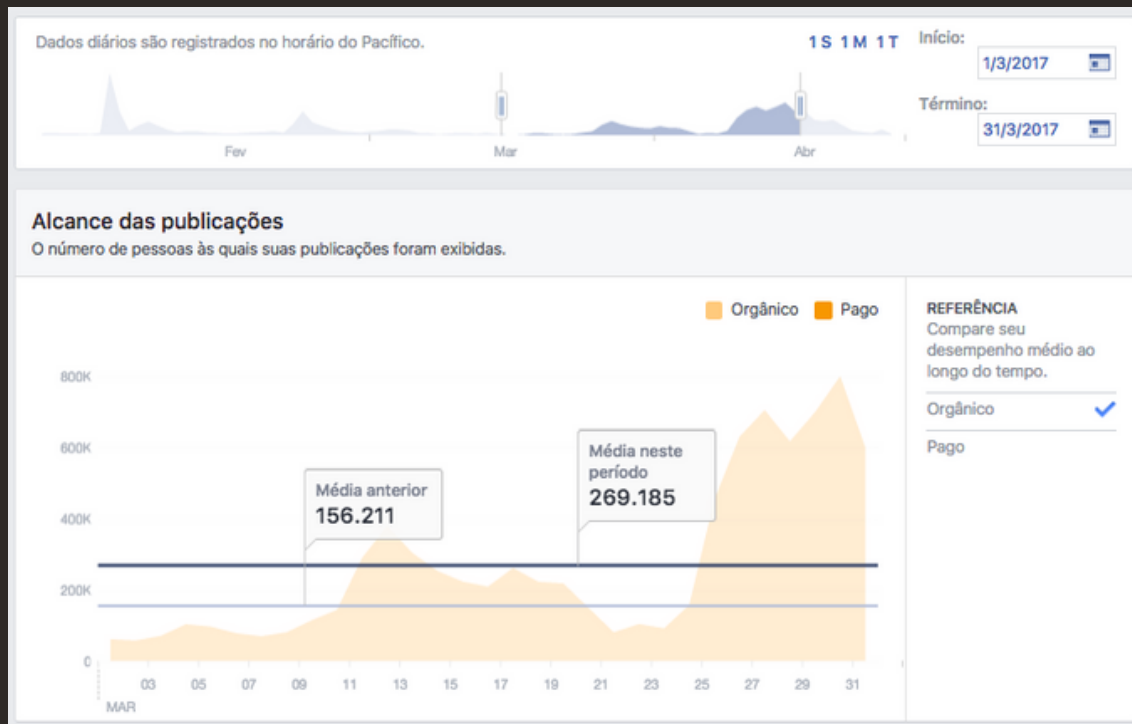 Dados diários são registrados no horário do Pacífico.
1S 1M 1T
Início:
1/3/2017
Término:
31/3/2017
Fev
Mar
Abr
Alcance das publicações
O número de pessoas às quais suas publicações foram exibidas.
Orgânico
Pago
REFERÊNCIA
Compare seu
desempenho médio ao
longo do tempo.
Orgânico
Pago
800K
600K
400K
200K
0
Média anterior
156.211
Média neste
período
269.185
03 05 07 09 11 13 15 17 19 21 23 25 27 29 31
MAR